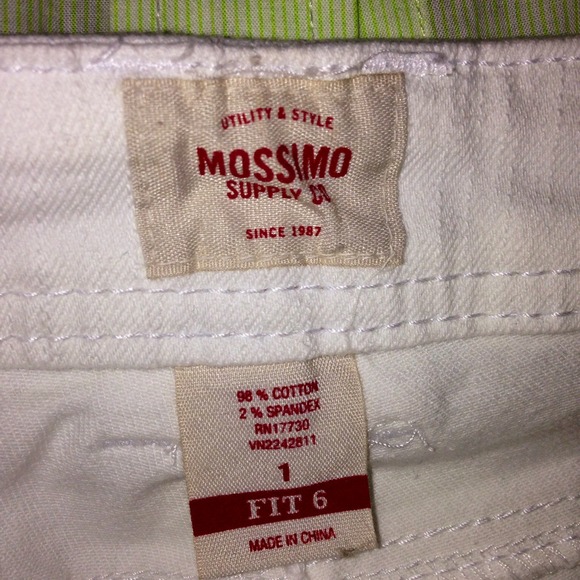 UTILITY & STYLE
MOSSIMO
SUPPLY CO
SINCE 1987
98 % COTTON
2 % SPANDEX
RN17730
VN2242811
1
FIT 6
MADE IN CHINA